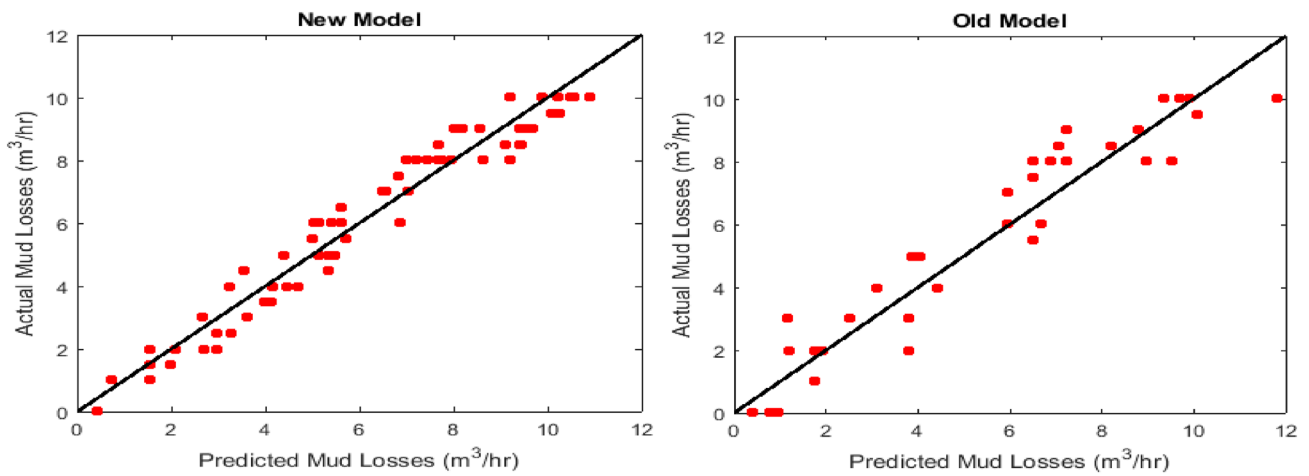 New Model
12
10
8
6
4
2
0
Actual Mud Losses (m³/hr)
0 2 4 6 8 10 12
Predicted Mud Losses (m³/hr)
Old Model
12
10
8
6
4
2
0
Actual Mud Losses (m³/hr)
0 2 4 6 8 10 12
Predicted Mud Losses (m³/hr)